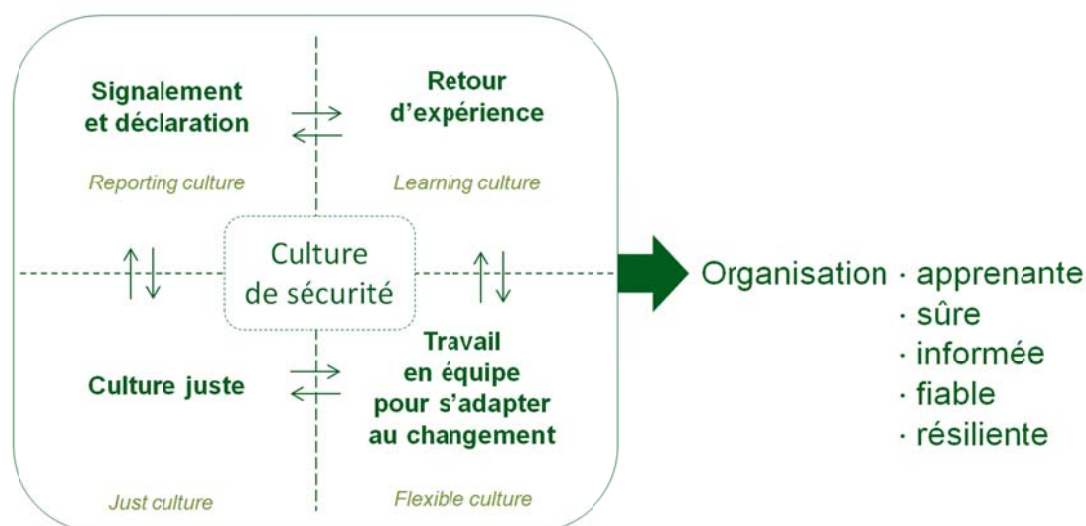 Signalement
et déclaration
Reporting culture
Retour
d'expérience
Learning culture
Culture
de sécurité
Culture juste
Just culture
Travail
en équipe
pour s'adapter
au changement
Flexible culture
Organisation · apprenante
· sûre
· informée
· fiable
· résiliente